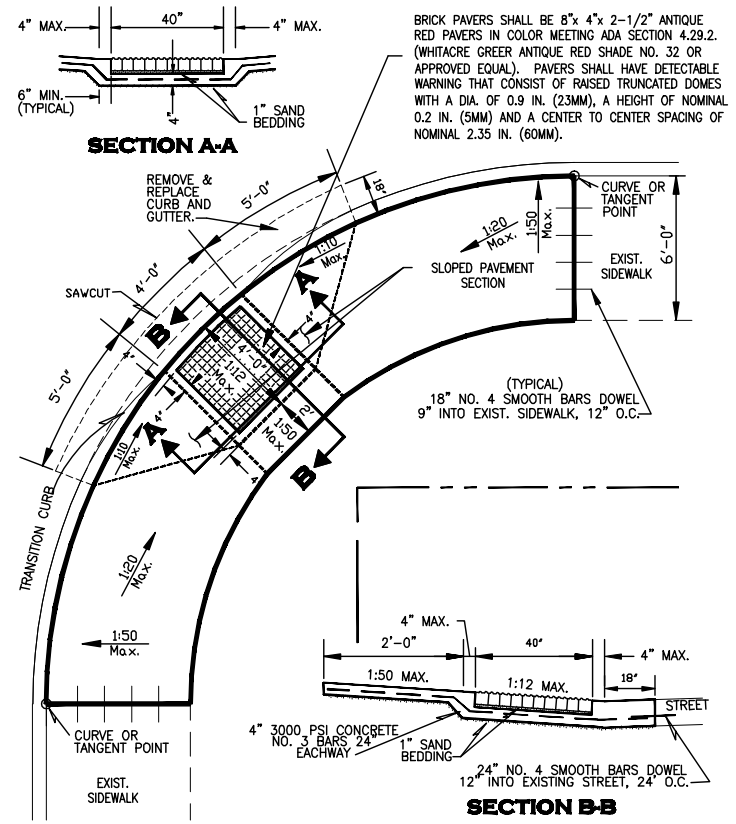 4" MAX.
40"
4" MAX.
6" MIN.
(TYPICAL)
4"
1" SAND
BEDDING
SECTION A-A
BRICK PAVERS SHALL BE 8"x 4"x 2-1/2" ANTIQUE
RED PAVERS IN COLOR MEETING ADA SECTION 4.29.2.
(WHITACRE GREER ANTIQUE RED SHADE NO. 32 OR
APPROVED EQUAL). PAVERS SHALL HAVE DETECTABLE
WARNING THAT CONSIST OF RAISED TRUNCATED DOMES
WITH A DIA. OF 0.9 IN. (23MM), A HEIGHT OF NOMINAL
0.2 IN. (5MM) AND A CENTER TO CENTER SPACING OF
NOMINAL 2.35 IN. (60MM).
REMOVE &
REPLACE
CURB AND
GUTTER.
5'-0"
18"
4'-0"
SAWCUT
5'-0"
1:10
Max.
SLOPED PAVEMENT
SECTION
1:20
Max.
1:50
Max.
CURVE OR
TANGENT POINT
EXIST.
SIDEWALK
6'-0"
A
B
4"
4'-0"
1:12
Max.
4"
4"
2'
1:50
Max.
4"
A
B
1:10
Max.
(TYPICAL)
18" NO. 4 SMOOTH BARS DOWEL
9" INTO EXIST. SIDEWALK, 12" O.C.
TRANSITION CURB
1:20
Max.
1:50
Max.
CURVE OR
TANGENT POINT
EXIST.
SIDEWALK
4" MAX.
2'-0"
40"
4" MAX.
1:50 MAX.
1:12 MAX.
18"
STREET
4" 3000 PSI CONCRETE
NO. 3 BARS 24"
EACHWAY
1" SAND
BEDDING
24" NO. 4 SMOOTH BARS DOWEL
12" INTO EXISTING STREET, 24' O.C.
SECTION B-B